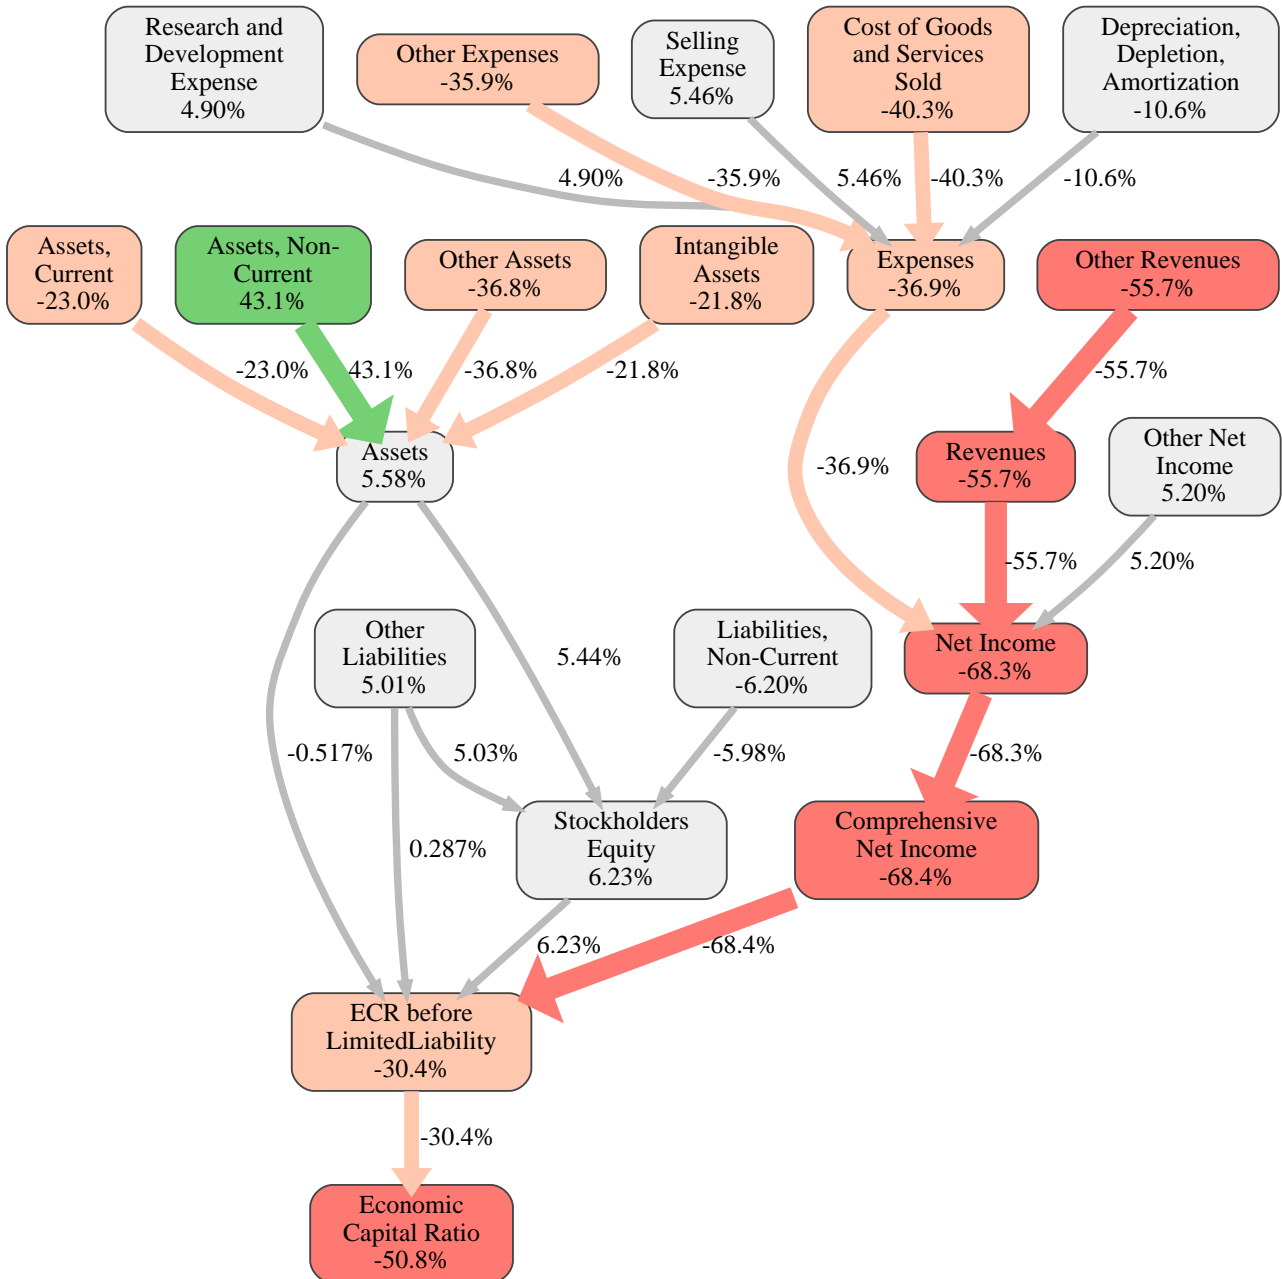 Research and
Development
Expense
4.90%
Other Expenses
-35.9%
Selling
Expense
5.46%
Cost of Goods
and Services
Sold
-40.3%
Depreciation,
Depletion,
Amortization
-10.6%
4.90%
-35.9%
5.46%
-40.3%
-10.6%
Assets,
Current
-23.0%
Assets, Non-
Current
43.1%
Other Assets
-36.8%
Intangible
Assets
-21.8%
Expenses
-36.9%
Other Revenues
-55.7%
-23.0%
43.1%
-36.8%
-21.8%
-55.7%
Assets
5.58%
-36.9%
Revenues
-55.7%
Other Net
Income
5.20%
-55.7%
5.20%
Other
Liabilities
5.01%
5.44%
Liabilities,
Non-Current
-6.20%
Net Income
-68.3%
-0.517%
5.03%
-5.98%
-68.3%
0.287%
Stockholders
Equity
6.23%
Comprehensive
Net Income
-68.4%
6.23%
-68.4%
ECR before
LimitedLiability
-30.4%
-30.4%
Economic
Capital Ratio
-50.8%